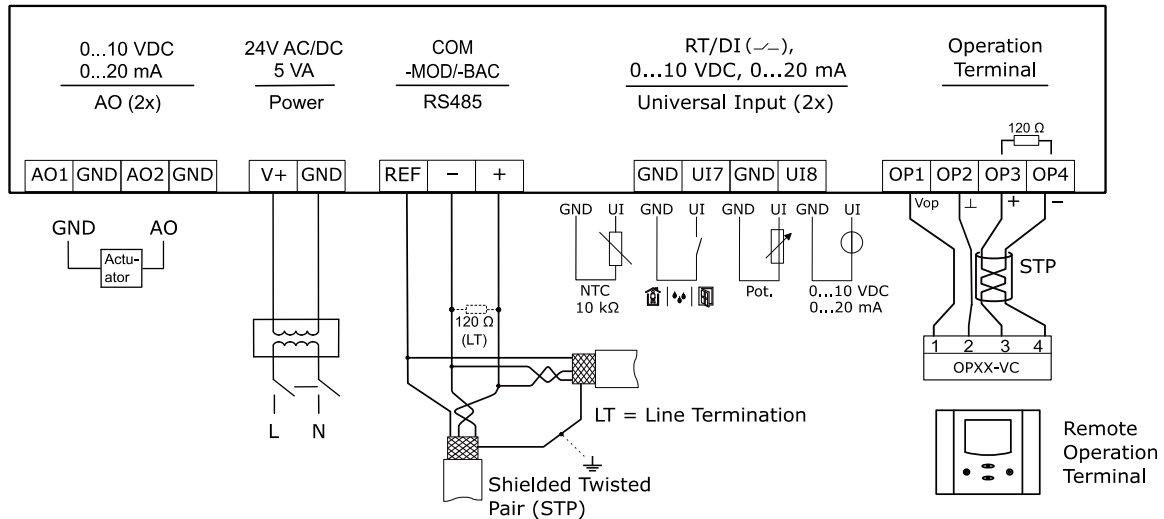 0...10 VDC
0...20 mA
AO (2x)
24V AC/DC
5 VA
Power
COM
-MOD/-BAC
RS485
RT/DI ( ),
0...10 VDC, 0...20 mA
Universal Input (2x)
Operation
Terminal
120 Ω
AO1 GND AO2 GND
V+ GND
REF − +
GND UI7 GND UI8
OP1 OP2 OP3 OP4
Vop ⊥ + −
GND AO
Actu-
ator
GND UI GND UI GND UI GND UI
NTC
10 kΩ
Pot.
0...10 VDC
0...20 mA
STP
1 2 3 4
OPXX-VC
120 Ω
(LT)
L N
LT = Line Termination
Shielded Twisted
Pair (STP)
Remote
Operation
Terminal